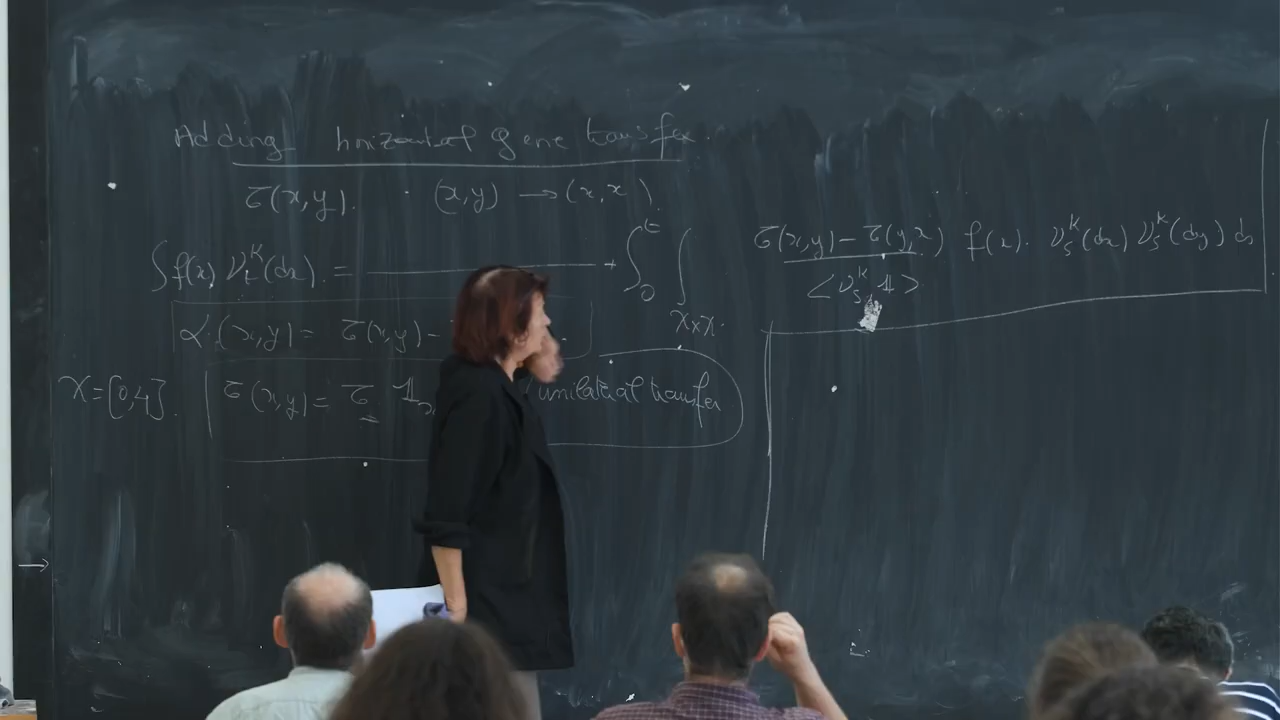 Adding horizontal gene transfer
τ(x,y). (x,y) → (x,x).
∫ f(x) ν_t^K(dx) = ——— + ∫_0^t ∫_{X×X} (τ(x,y) − τ(y,x)) / <ν_s^K, 1> f(x). ν_s^K(dx) ν_s^K(dy) ds
α(x,y) = τ(x,y) −
X = [0,4]. τ(x,y) = τ 1 unilateral transfer
→